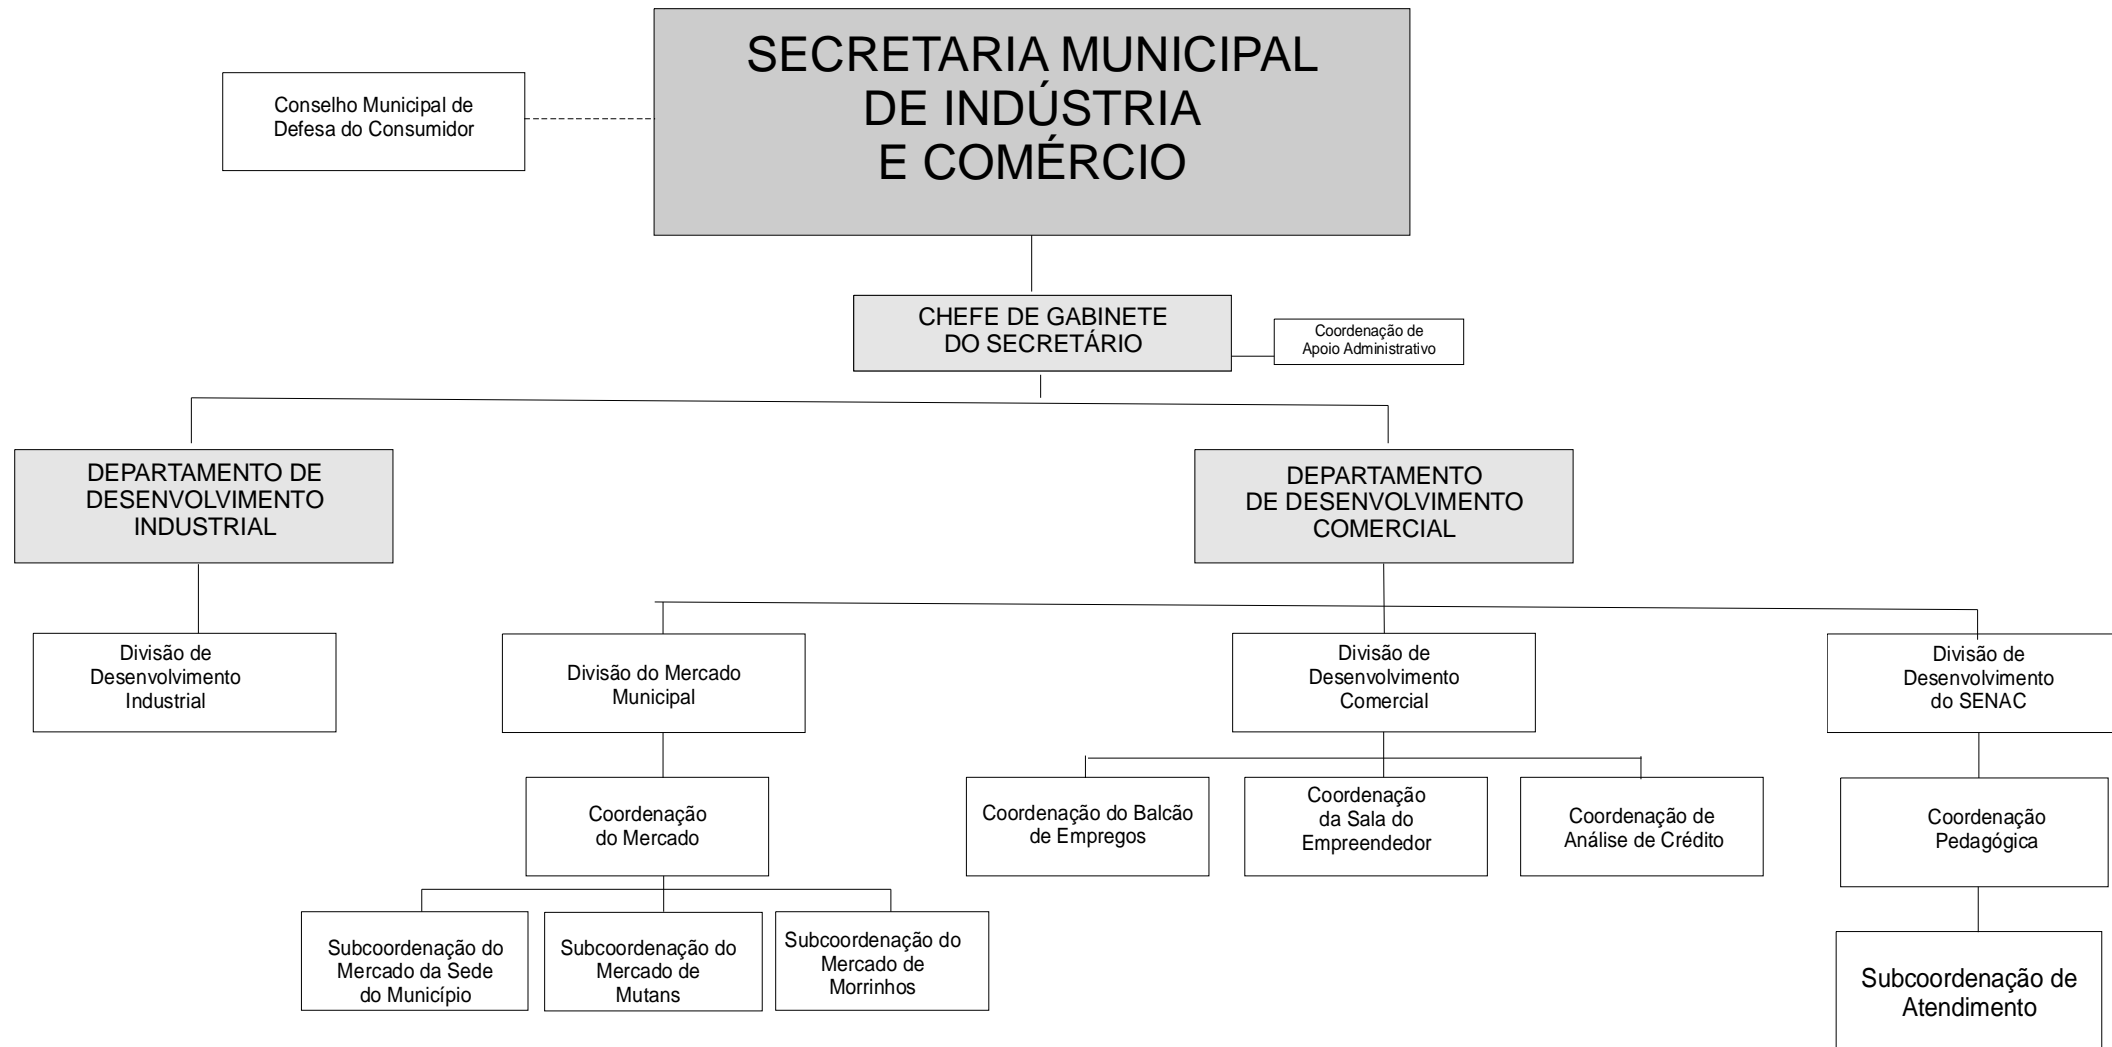 SECRETARIA MUNICIPAL
DE INDÚSTRIA
E COMÉRCIO
Conselho Municipal de
Defesa do Consumidor
CHEFE DE GABINETE
DO SECRETÁRIO
Coordenação de
Apoio Administrativo
DEPARTAMENTO DE
DESENVOLVIMENTO
INDUSTRIAL
DEPARTAMENTO
DE DESENVOLVIMENTO
COMERCIAL
Divisão de
Desenvolvimento
Industrial
Divisão do Mercado
Municipal
Divisão de
Desenvolvimento
Comercial
Divisão de
Desenvolvimento
do SENAC
Coordenação
do Mercado
Coordenação do Balcão
de Empregos
Coordenação
da Sala do
Empreendedor
Coordenação de
Análise de Crédito
Coordenação
Pedagógica
Subcoordenação do
Mercado da Sede
do Município
Subcoordenação do
Mercado de
Mutans
Subcoordenação do
Mercado de
Morrinhos
Subcoordenação de
Atendimento